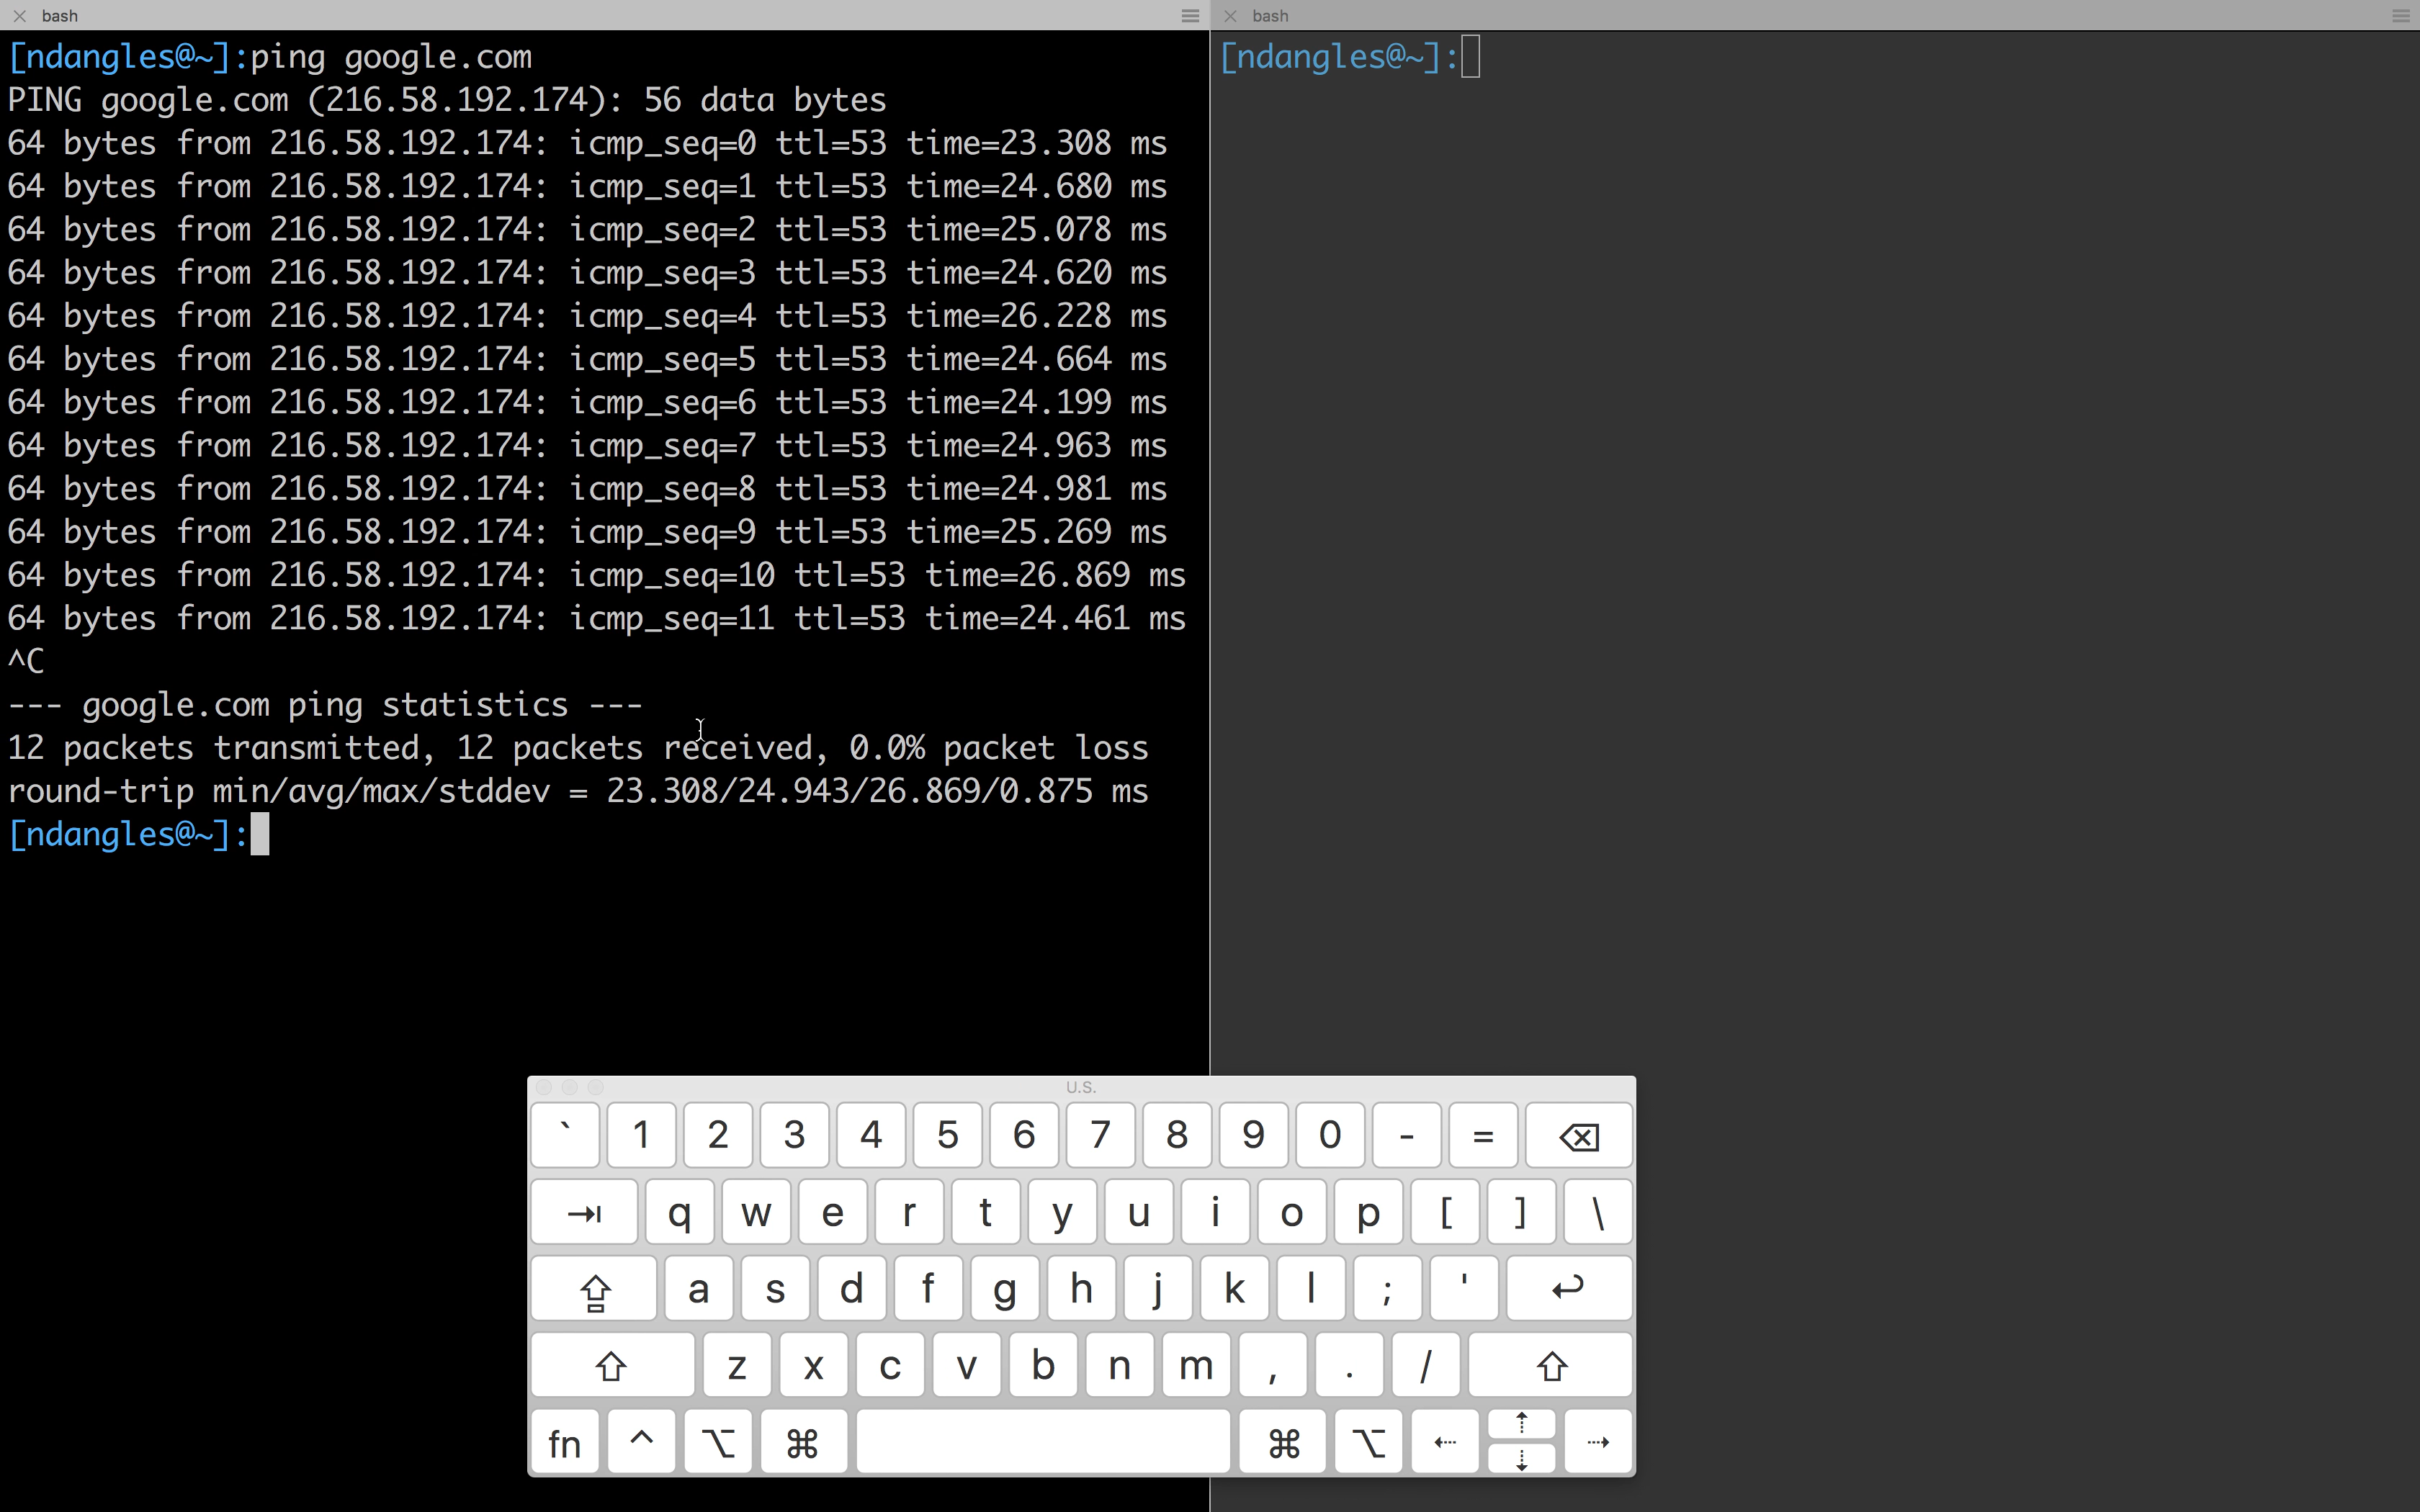 bash
[ndangles@~]:ping google.com
PING google.com (216.58.192.174): 56 data bytes
64 bytes from 216.58.192.174: icmp_seq=0 ttl=53 time=23.308 ms
64 bytes from 216.58.192.174: icmp_seq=1 ttl=53 time=24.680 ms
64 bytes from 216.58.192.174: icmp_seq=2 ttl=53 time=25.078 ms
64 bytes from 216.58.192.174: icmp_seq=3 ttl=53 time=24.620 ms
64 bytes from 216.58.192.174: icmp_seq=4 ttl=53 time=26.228 ms
64 bytes from 216.58.192.174: icmp_seq=5 ttl=53 time=24.664 ms
64 bytes from 216.58.192.174: icmp_seq=6 ttl=53 time=24.199 ms
64 bytes from 216.58.192.174: icmp_seq=7 ttl=53 time=24.963 ms
64 bytes from 216.58.192.174: icmp_seq=8 ttl=53 time=24.981 ms
64 bytes from 216.58.192.174: icmp_seq=9 ttl=53 time=25.269 ms
64 bytes from 216.58.192.174: icmp_seq=10 ttl=53 time=26.869 ms
64 bytes from 216.58.192.174: icmp_seq=11 ttl=53 time=24.461 ms
^C
--- google.com ping statistics ---
12 packets transmitted, 12 packets received, 0.0% packet loss
round-trip min/avg/max/stddev = 23.308/24.943/26.869/0.875 ms
[ndangles@~]:
bash
[ndangles@~]:
U.S.
` 1 2 3 4 5 6 7 8 9 0 - = ⌫
⇥ q w e r t y u i o p [ ] \
⇪ a s d f g h j k l ; ' ↩
⇧ z x c v b n m , . / ⇧
fn ^ ⌥ ⌘ ⌘ ⌥ ⇠ ⇡ ⇣ ⇢